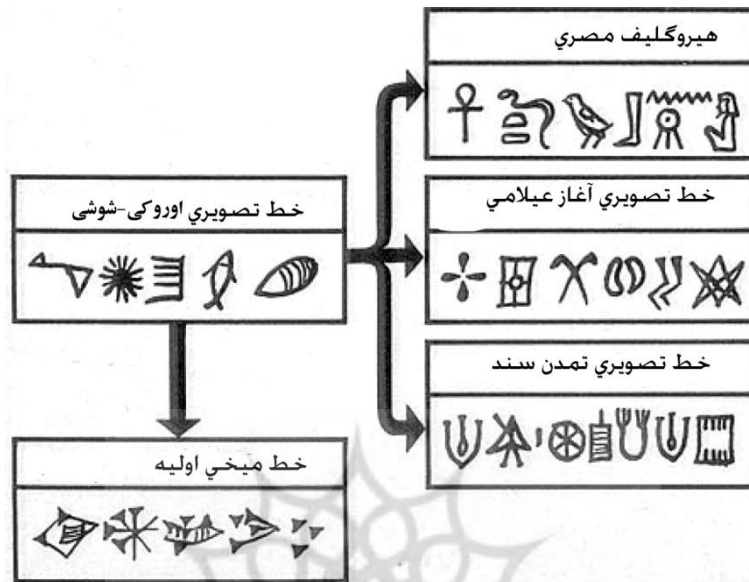 هيروگليف مصري
خط تصويري آغاز عيلامي
خط تصويري اوروکی-شوشی
خط تصويري تمدن سند
خط ميخي اوليه